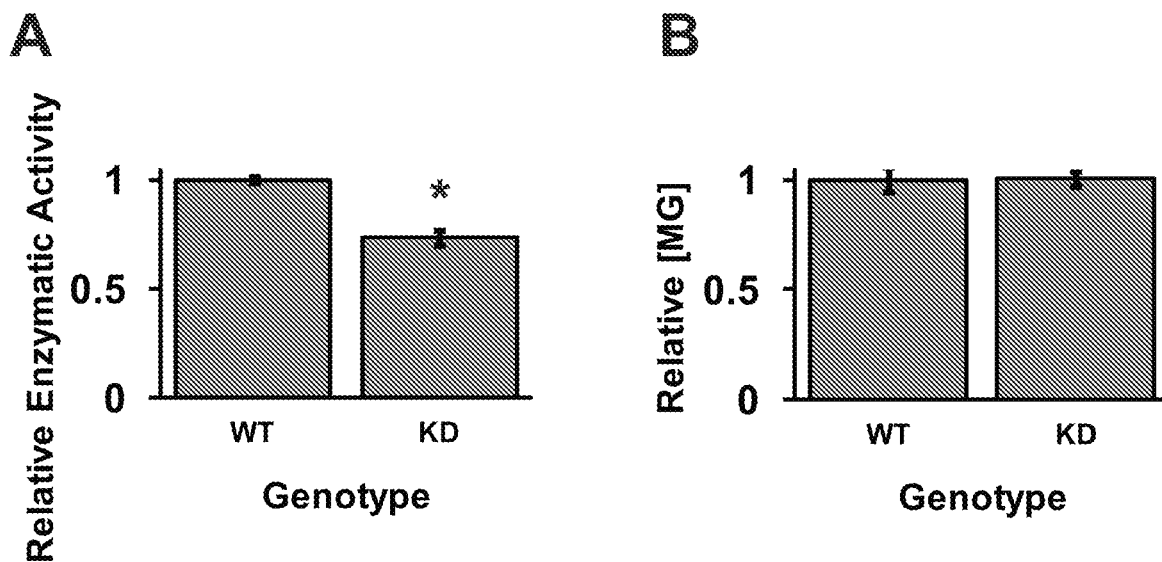 A
B
Relative Enzymatic Activity
1
*
0.5
0
WT KD
Genotype
Relative [MG]
1
0.5
0
WT KD
Genotype